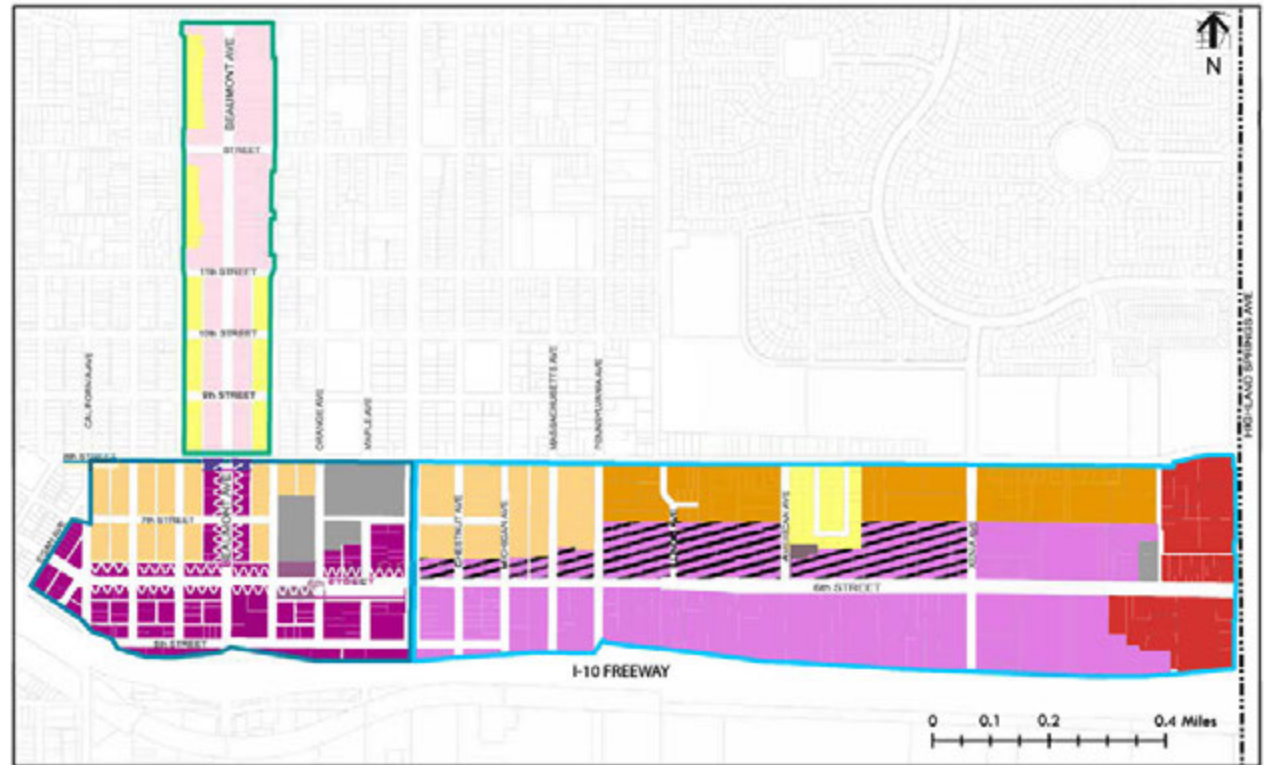 N
BEAUMONT AVE
STREET
11th STREET
10th STREET
9th STREET
HIGHLAND SPRINGS AVE
CALIFORNIA AVE
ORANGE AVE
MAPLE AVE
MASSACHUSETTS AVE
PENNSYLVANIA AVE
8th STREET
7th STREET
BEAUMONT AVE
CHESTNUT AVE
MICHIGAN AVE
XENIA AVE
6th STREET
6th STREET
5th STREET
I-10 FREEWAY
0 0.1 0.2 0.4 Miles